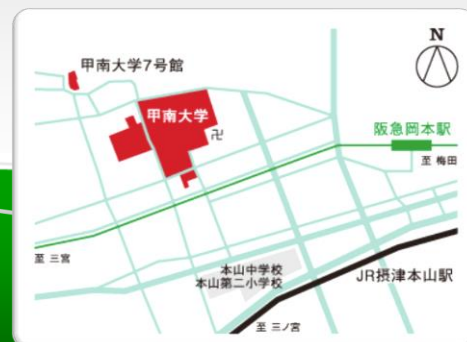 N
甲南大学7号館
甲南大学
卍
阪急岡本駅
至 梅田
至 三宮
本山中学校
本山第二小学校
JR摂津本山駅
至 三ノ宮